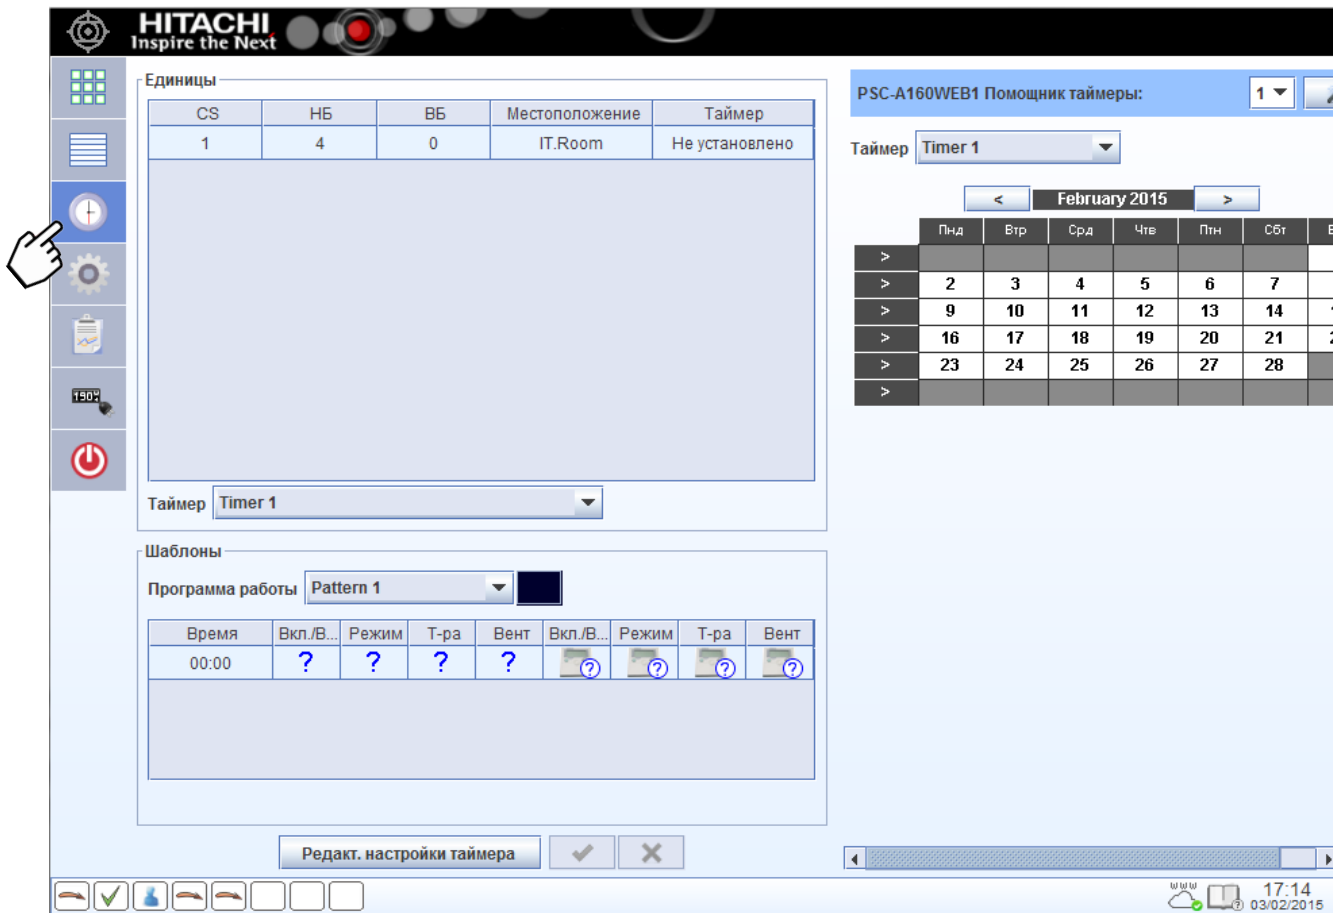 HITACHI
Inspire the Next
Единицы
CS НБ ВБ Местоположение Таймер
1 4 0 IT.Room Не установлено
Таймер Timer 1
Шаблоны
Программа работы Pattern 1
Время Вкл./В... Режим Т-ра Вент Вкл./В... Режим Т-ра Вент
00:00 ? ? ? ? ? ? ? ?
Редакт. настройки таймера
PSC-A160WEB1 Помощник таймеры: 1
Таймер Timer 1
< February 2015 >
Пнд Втр Срд Чтв Птн Сбт
>
> 2 3 4 5 6 7
> 9 10 11 12 13 14
> 16 17 18 19 20 21
> 23 24 25 26 27 28
>
www ? 17:14
03/02/2015